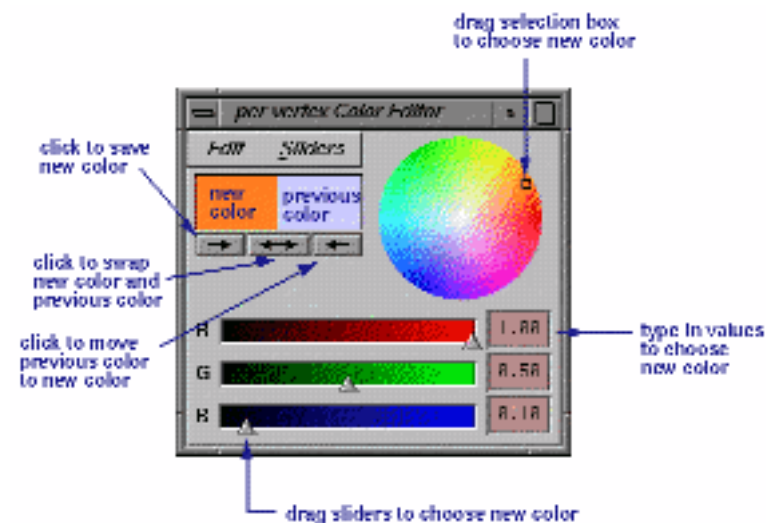 drag selection box
to choose new color
per vertex Color Editor
click to save
new color
Edit Sliders
new
color
previous
color
click to swap
new color and
previous color
click to move
previous color
to new color
R
1.00
type in values
to choose
new color
G
0.50
B
0.10
drag sliders to choose new color